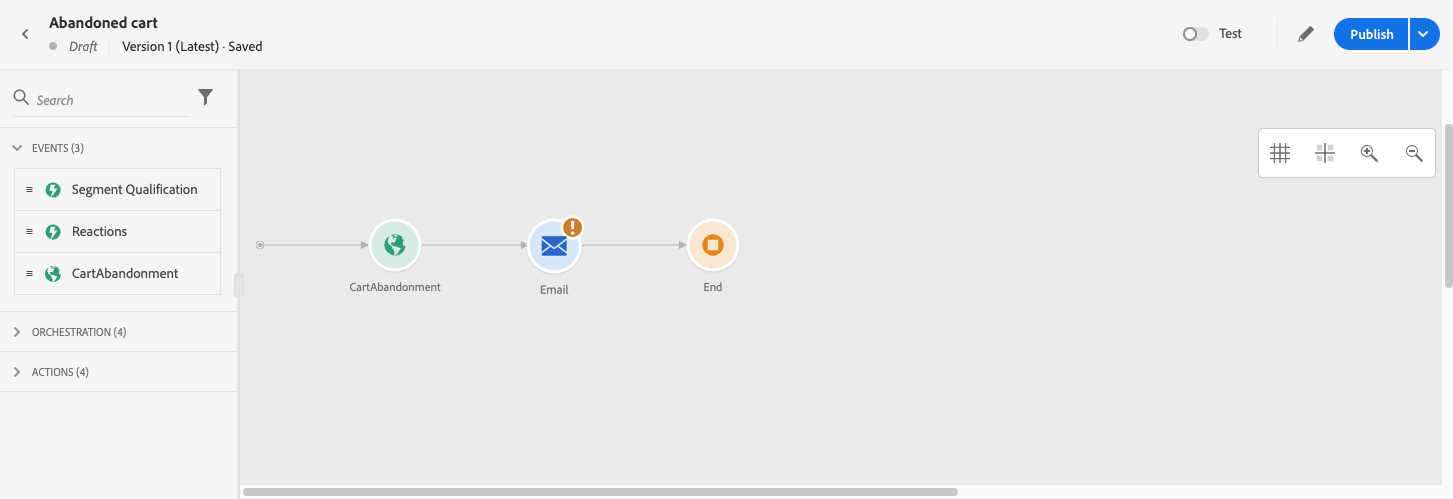 Abandoned cart
Draft Version 1 (Latest) · Saved
Test
Publish
Search
EVENTS (3)
Segment Qualification
Reactions
CartAbandonment
ORCHESTRATION (4)
ACTIONS (4)
CartAbandonment
Email
End